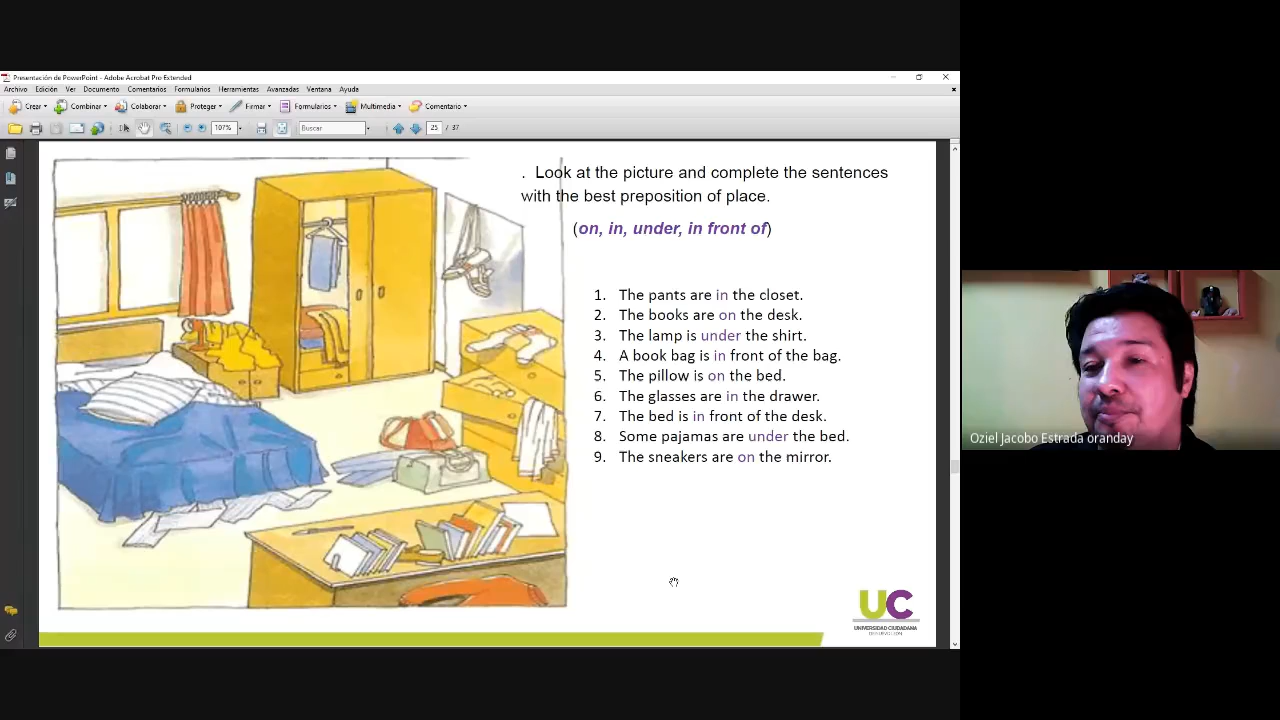 Presentación de PowerPoint - Adobe Acrobat Pro Extended
Archivo Edición Ver Documento Comentarios Formularios Herramientas Avanzadas Ventana Ayuda
Crear Combinar Colaborar Proteger Firmar Formularios Multimedia Comentario
107% Buscar 25 / 37
. Look at the picture and complete the sentences
with the best preposition of place.
(on, in, under, in front of)
1. The pants are in the closet.
2. The books are on the desk.
3. The lamp is under the shirt.
4. A book bag is in front of the bag.
5. The pillow is on the bed.
6. The glasses are in the drawer.
7. The bed is in front of the desk.
8. Some pajamas are under the bed.
9. The sneakers are on the mirror.
Oziel Jacobo Estrada oranday
UC
UNIVERSIDAD CIUDADANA